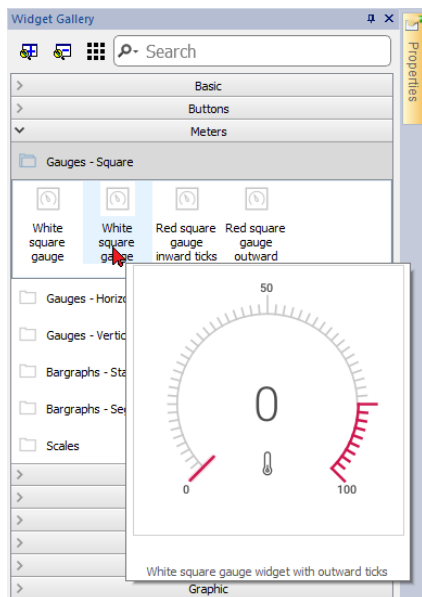 Widget Gallery
Properties
Search
Basic
Buttons
Meters
Gauges - Square
White square gauge
White square gauge
Red square gauge inward ticks
Red square gauge outward
Gauges - Horizo
Gauges - Vertic
Bargraphs - Sta
Bargraphs - Se
Scales
50
0
0
100
White square gauge widget with outward ticks
Graphic